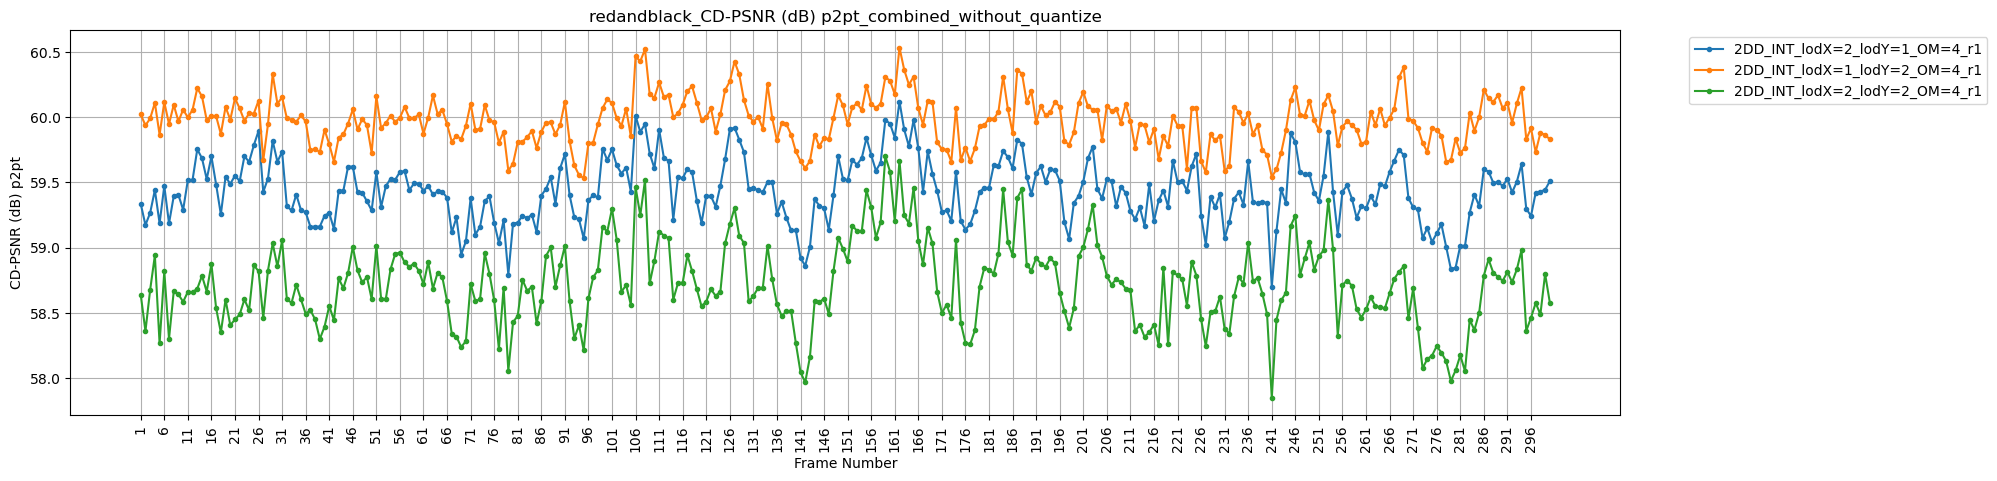 redandblack_CD-PSNR (dB) p2pt_combined_without_quantize
CD-PSNR (dB) p2pt
60.5
60.0
59.5
59.0
58.5
58.0
1 6 11 16 21 26 31 36 41 46 51 56 61 66 71 76 81 86 91 96 101 106 111 116 121 126 131 136 141 146 151 156 161 166 171 176 181 186 191 196 201 206 211 216 221 226 231 236 241 246 251 256 261 266 271 276 281 286 291 296
Frame Number
2DD_INT_lodX=2_lodY=1_OM=4_r1
2DD_INT_lodX=1_lodY=2_OM=4_r1
2DD_INT_lodX=2_lodY=2_OM=4_r1